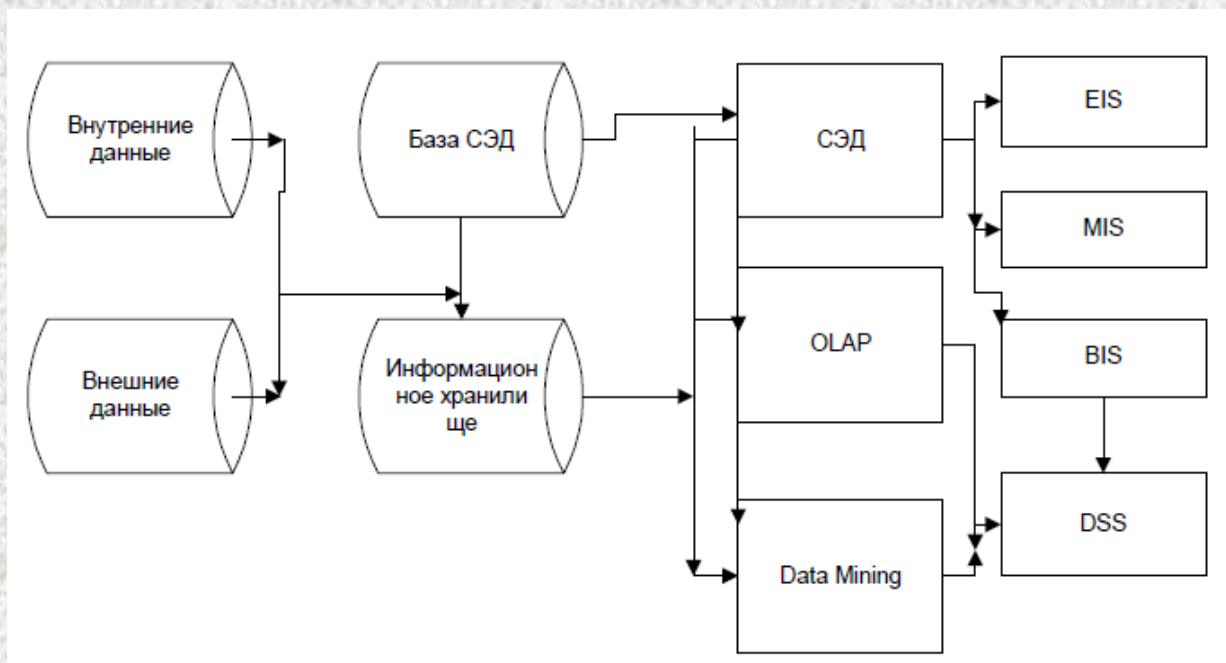 Внутренние
данные
База СЭД
СЭД
EIS
MIS
Внешние
данные
Информацион
ное хранили
ще
OLAP
BIS
Data Mining
DSS